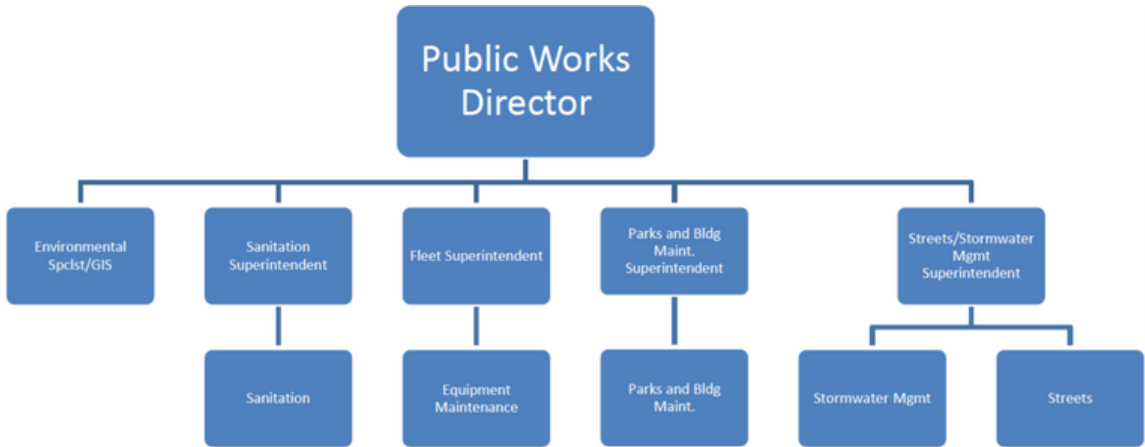 Public Works
Director
Environmental
Spclst/GIS
Sanitation
Superintendent
Fleet Superintendent
Parks and Bldg
Maint.
Superintendent
Streets/Stormwater
Mgmt
Superintendent
Sanitation
Equipment
Maintenance
Parks and Bldg
Maint.
Stormwater Mgmt
Streets